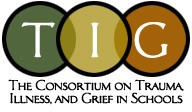 TIG
THE CONSORTIUM ON TRAUMA,
ILLNESS, AND GRIEF IN SCHOOLS